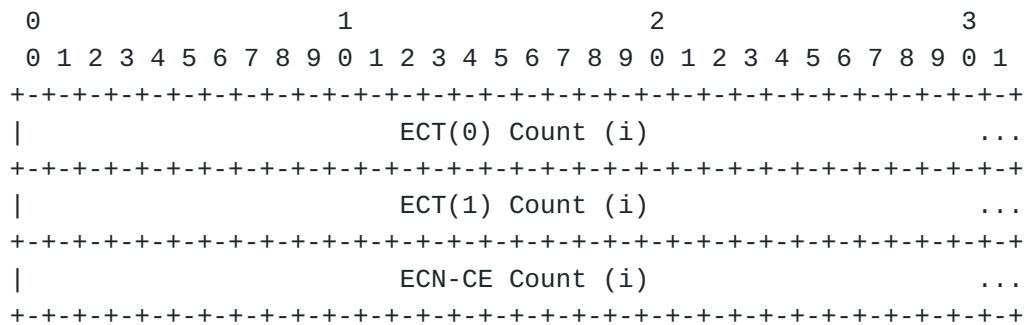 0                   1                   2                   3
 0 1 2 3 4 5 6 7 8 9 0 1 2 3 4 5 6 7 8 9 0 1 2 3 4 5 6 7 8 9 0 1
+-+-+-+-+-+-+-+-+-+-+-+-+-+-+-+-+-+-+-+-+-+-+-+-+-+-+-+-+-+-+-+-+
|                        ECT(0) Count (i)                     ...
+-+-+-+-+-+-+-+-+-+-+-+-+-+-+-+-+-+-+-+-+-+-+-+-+-+-+-+-+-+-+-+-+
|                        ECT(1) Count (i)                     ...
+-+-+-+-+-+-+-+-+-+-+-+-+-+-+-+-+-+-+-+-+-+-+-+-+-+-+-+-+-+-+-+-+
|                        ECN-CE Count (i)                     ...
+-+-+-+-+-+-+-+-+-+-+-+-+-+-+-+-+-+-+-+-+-+-+-+-+-+-+-+-+-+-+-+-+